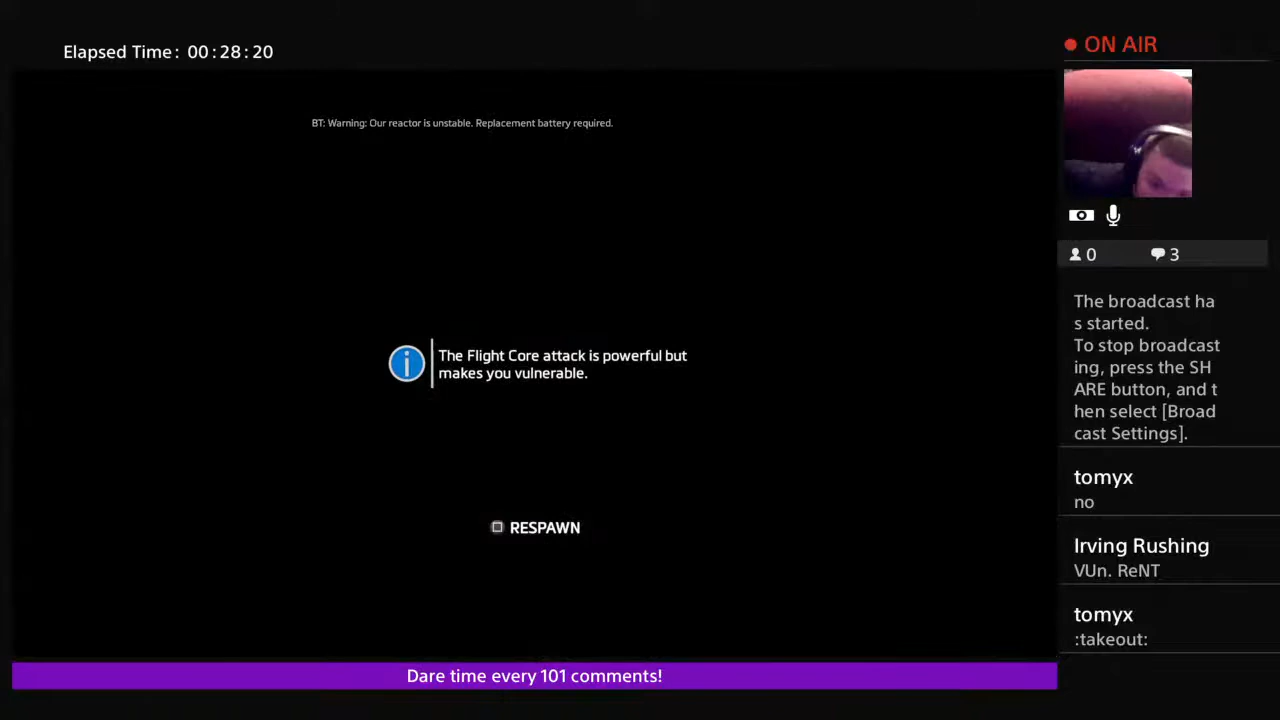 Elapsed Time: 00:28:20
ON AIR
BT: Warning: Our reactor is unstable. Replacement battery required.
0
3
The broadcast ha
s started.
To stop broadcast
ing, press the SH
ARE button, and t
hen select [Broad
cast Settings].
The Flight Core attack is powerful but
makes you vulnerable.
RESPAWN
tomyx
no
Irving Rushing
VUn. ReNT
tomyx
:takeout:
Dare time every 101 comments!